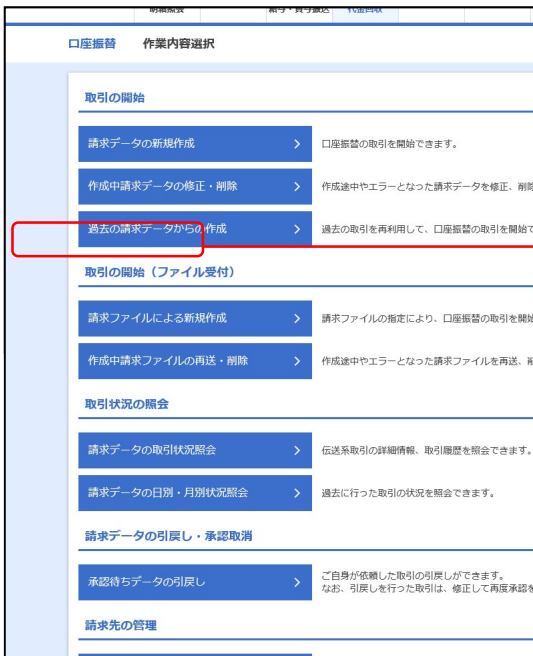 明細照会 給与・賞与振込 代金回収
口座振替 作業内容選択
取引の開始
請求データの新規作成 口座振替の取引を開始できます。
作成中請求データの修正・削除 作成途中やエラーとなった請求データを修正、削除
過去の請求データからの作成 過去の取引を再利用して、口座振替の取引を開始で
取引の開始（ファイル受付）
請求ファイルによる新規作成 請求ファイルの指定により、口座振替の取引を開始
作成中請求ファイルの再送・削除 作成途中やエラーとなった請求ファイルを再送、削
取引状況の照会
請求データの取引状況照会 伝送系取引の詳細情報、取引履歴を照会できます。
請求データの日別・月別状況照会 過去に行った取引の状況を照会できます。
請求データの引戻し・承認取消
承認待ちデータの引戻し ご自身が依頼した取引の引戻しができます。
なお、引戻しを行った取引は、修正して再度承認を
請求先の管理